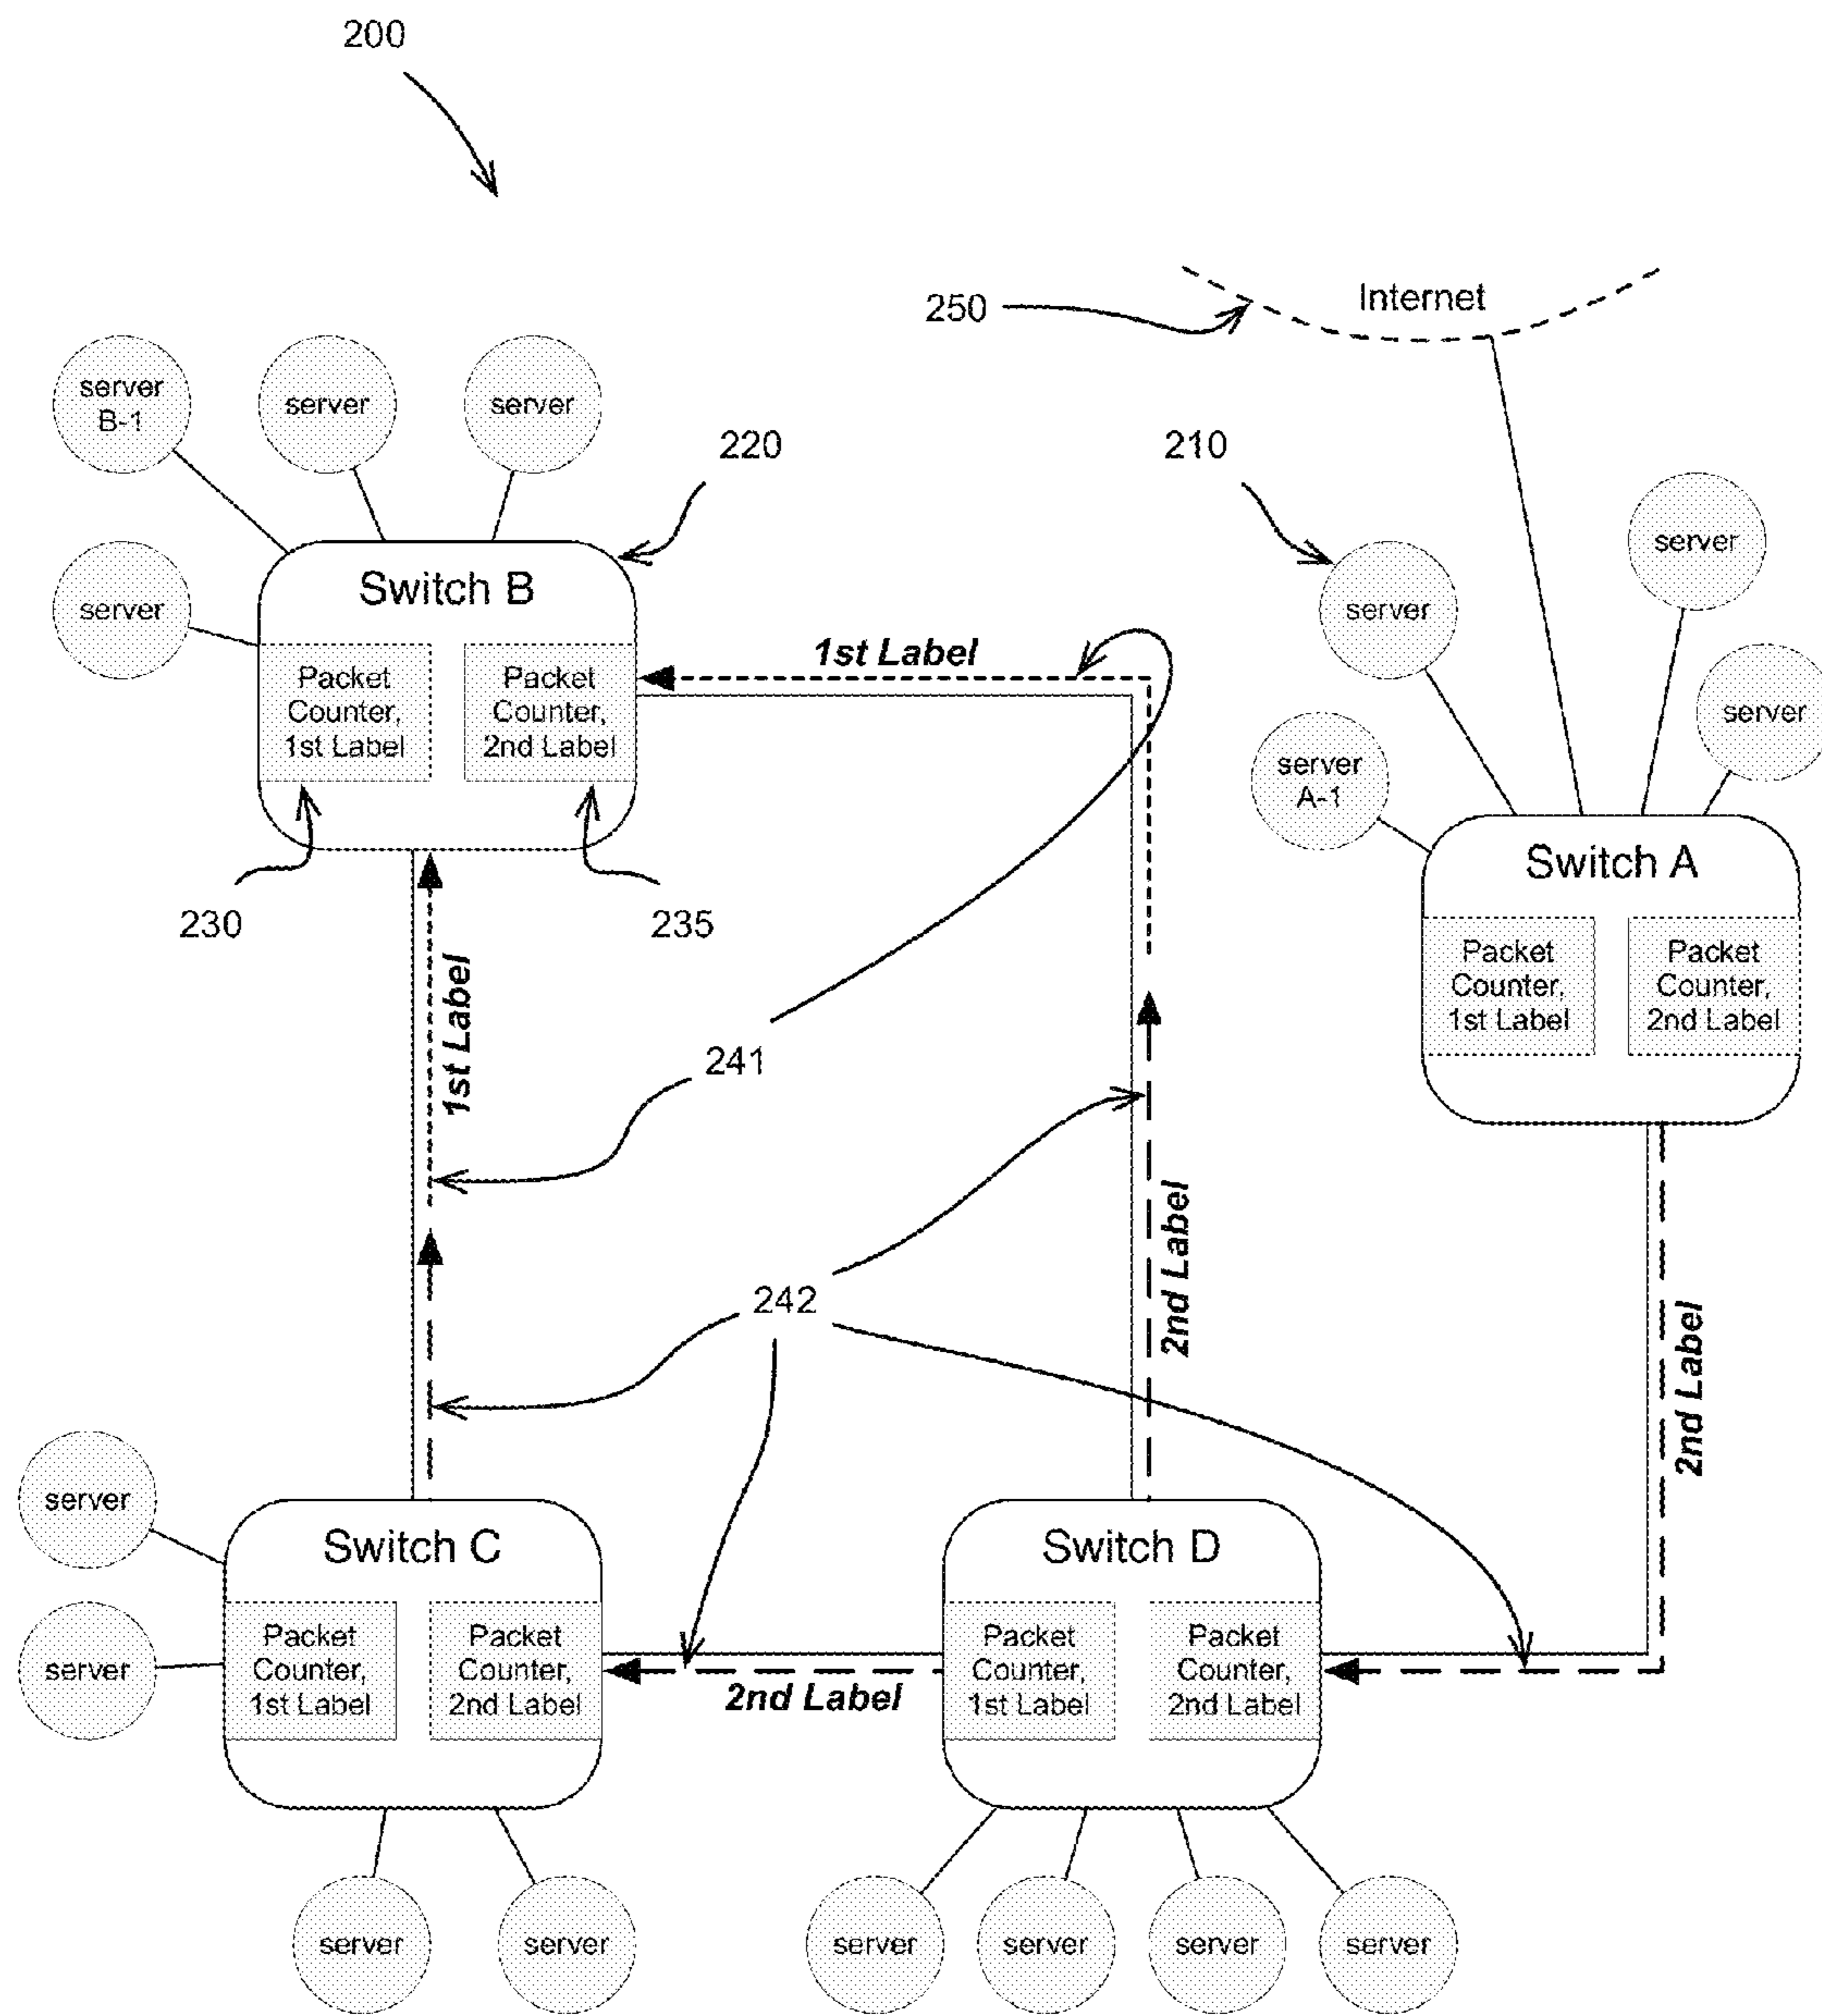 200
Internet
250
server
B-1
server
server
220
210
server
server
server
Switch B
server
Packet
Counter,
1st Label
Packet
Counter,
2nd Label
1st Label
server
A-1
230
235
Switch A
Packet
Counter,
1st Label
Packet
Counter,
2nd Label
1st Label
241
2nd Label
242
2nd Label
server
server
Switch C
Packet
Counter,
1st Label
Packet
Counter,
2nd Label
2nd Label
Switch D
Packet
Counter,
1st Label
Packet
Counter,
2nd Label
server
server
server
server
server
server